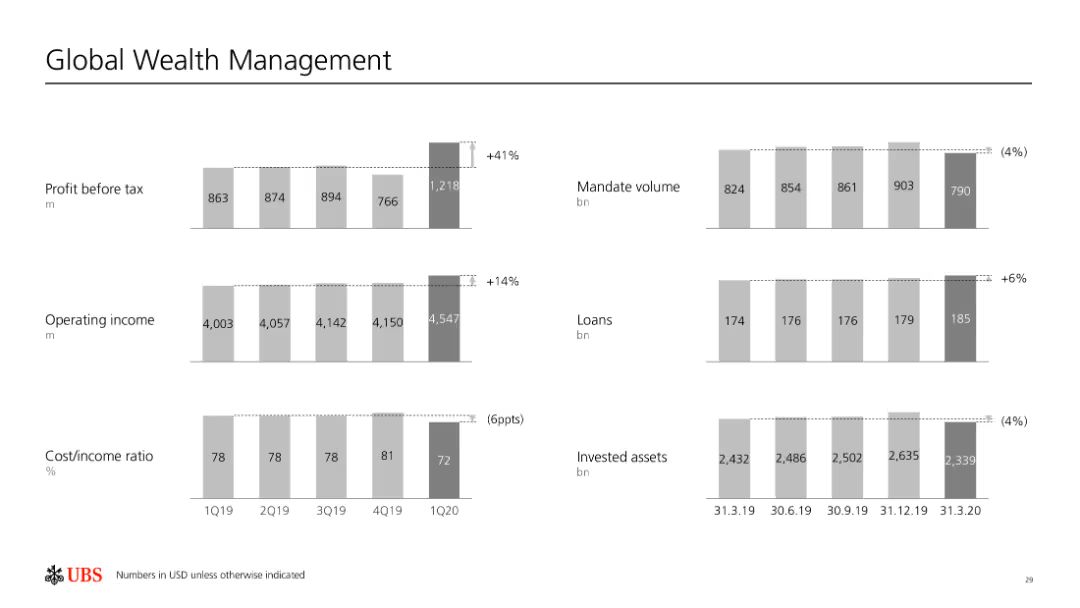 Global Wealth Management
Profit before tax
m
863
874
894
766
1,218
+41%
Operating income
m
4,003
4,057
4,142
4,150
4,547
+14%
Cost/income ratio
%
78
78
78
81
72
(6ppts)
1Q19
2Q19
3Q19
4Q19
1Q20
Mandate volume
bn
824
854
861
903
790
(4%)
Loans
bn
174
176
176
179
185
+6%
Invested assets
bn
2,432
2,486
2,502
2,635
2,339
(4%)
31.3.19
30.6.19
30.9.19
31.12.19
31.3.20
UBS
Numbers in USD unless otherwise indicated
29